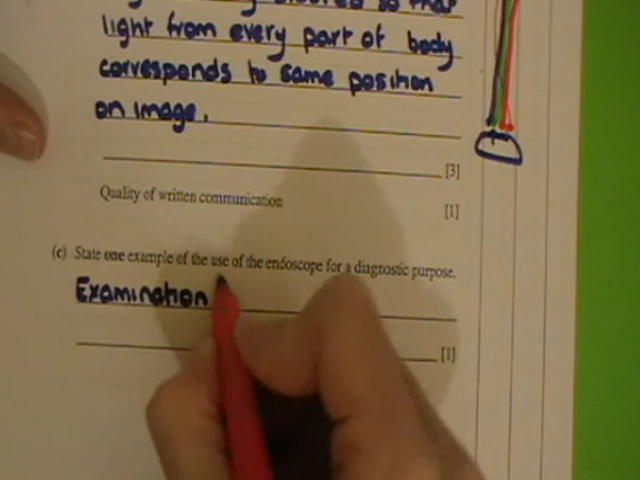 light from every part of body
corresponds to same position
on image.
[3]
Quality of written communication
[1]
(c) State one example of the use of the endoscope for a diagnostic purpose.
Examination
[1]